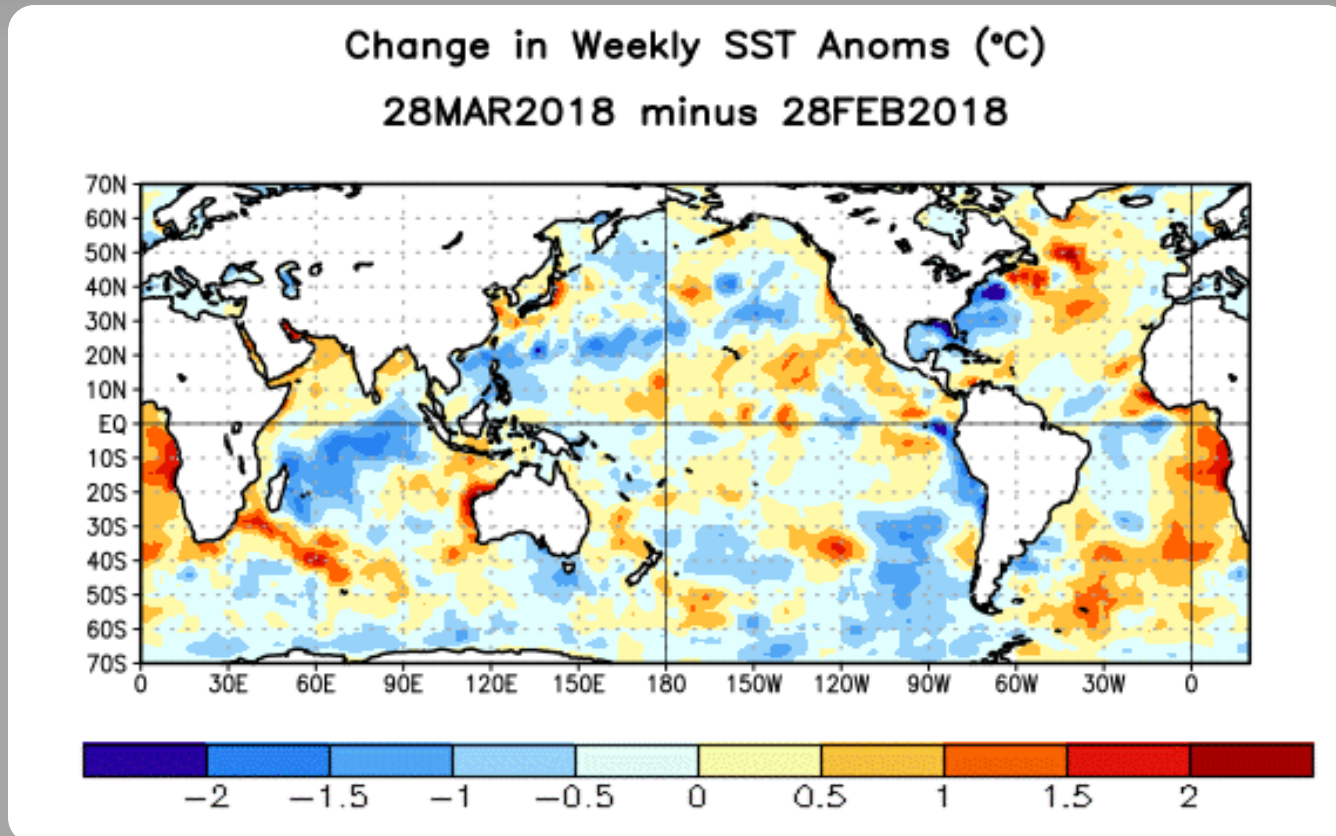 Change in Weekly SST Anoms (°C)
28MAR2018 minus 28FEB2018
70N
60N
50N
40N
30N
20N
10N
EQ
10S
20S
30S
40S
50S
60S
70S
0 30E 60E 90E 120E 150E 180 150W 120W 90W 60W 30W 0
−2 −1.5 −1 −0.5 0 0.5 1 1.5 2